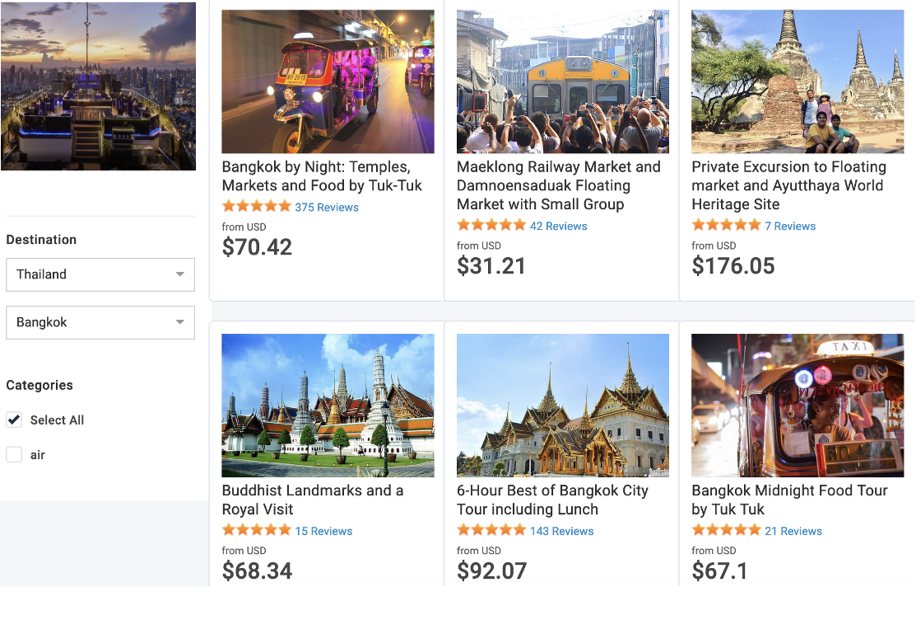 Bangkok by Night: Temples,
Markets and Food by Tuk-Tuk
375 Reviews
from USD
$70.42
Maeklong Railway Market and
Damnoensaduak Floating
Market with Small Group
42 Reviews
from USD
$31.21
Private Excursion to Floating
market and Ayutthaya World
Heritage Site
7 Reviews
from USD
$176.05
Destination
Thailand
Bangkok
Categories
Select All
air
Buddhist Landmarks and a
Royal Visit
15 Reviews
from USD
$68.34
6-Hour Best of Bangkok City
Tour including Lunch
143 Reviews
from USD
$92.07
TAXI
Bangkok Midnight Food Tour
by Tuk Tuk
21 Reviews
from USD
$67.1